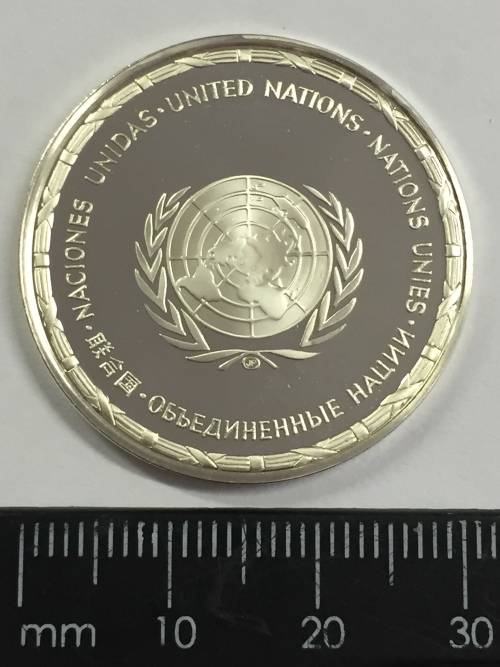 UNITED NATIONS · NATIONS UNIES · ОБЪЕДИНЕННЫЕ НАЦИИ · 联合国 · NACIONES UNIDAS ·
mm 10 20 30